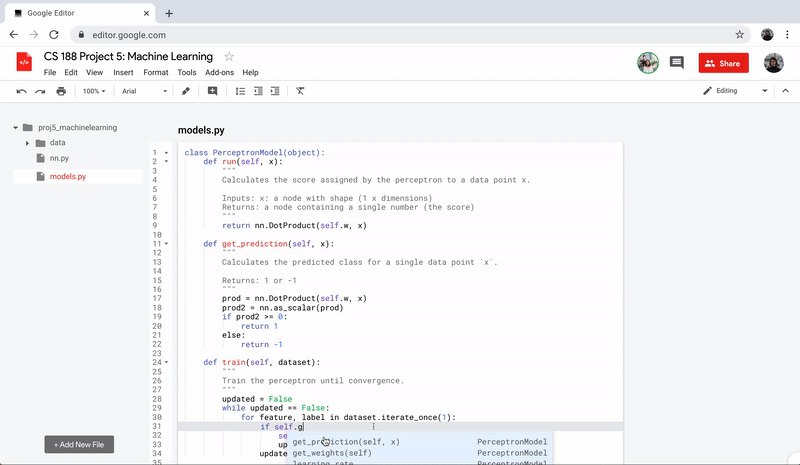 Google Editor
editor.google.com
CS 188 Project 5: Machine Learning
File Edit View Insert Format Tools Add-ons Help
Share
100% Arial
Editing
proj5_machinelearning
data
nn.py
models.py
+ Add New File
models.py
1 class PerceptronModel(object):
2 def run(self, x):
3 """
4 Calculates the score assigned by the perceptron to a data point x.
5
6 Inputs: x: a node with shape (1 x dimensions)
7 Returns: a node containing a single number (the score)
8 """
9 return nn.DotProduct(self.w, x)
10
11 def get_prediction(self, x):
12 """
13 Calculates the predicted class for a single data point `x`.
14
15 Returns: 1 or -1
16 """
17 prod = nn.DotProduct(self.w, x)
18 prod2 = nn.as_scalar(prod)
19 if prod2 >= 0:
20 return 1
21 else:
22 return -1
23
24 def train(self, dataset):
25 """
26 Train the perceptron until convergence.
27 """
28 updated = False
29 while updated == False:
30 for feature, label in dataset.iterate_once(1):
31 if self.g
32 se
33 up
34 update
get_prediction(self, x) PerceptronModel
get_weights(self) PerceptronModel
learning_rate PerceptronModel